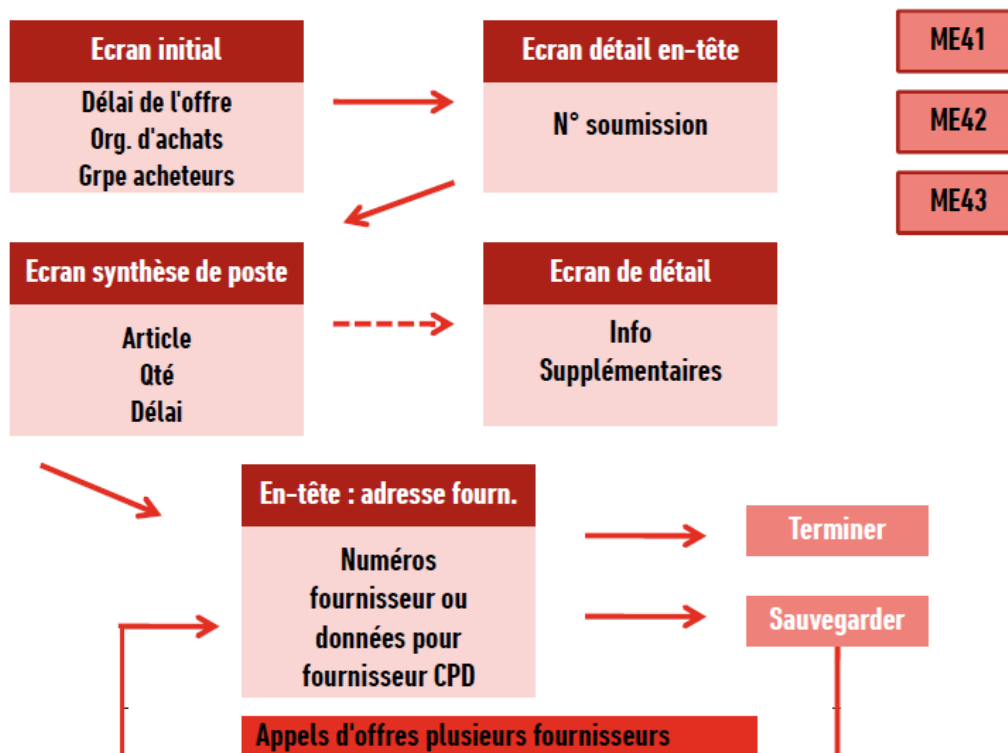 Ecran initial
Délai de l'offre
Org. d'achats
Grpe acheteurs
Ecran détail en-tête
N° soumission
ME41
ME42
ME43
Ecran synthèse de poste
Article
Qté
Délai
Ecran de détail
Info
Supplémentaires
En-tête : adresse fourn.
Numéros
fournisseur ou
données pour
fournisseur CPD
Terminer
Sauvegarder
Appels d'offres plusieurs fournisseurs